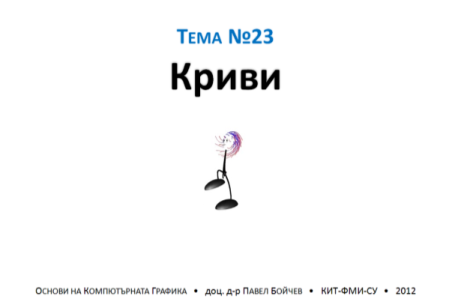 Тема №23
Криви
Основи на Компютърната Графика • доц. д-р Павел Бойчев • КИТ-ФМИ-СУ • 2012